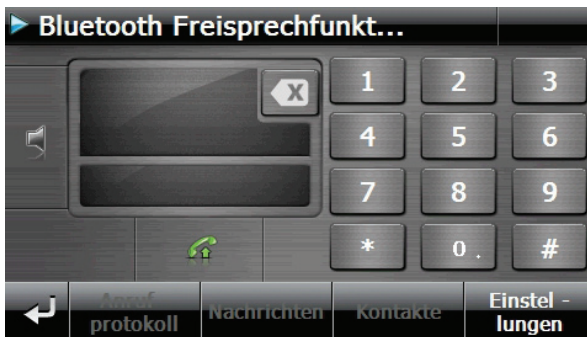 Bluetooth Freisprechfunkt...
X
1 2 3
4 5 6
7 8 9
* 0 . #
Anruf
protokoll
Nachrichten
Kontakte
Einstel -
lungen